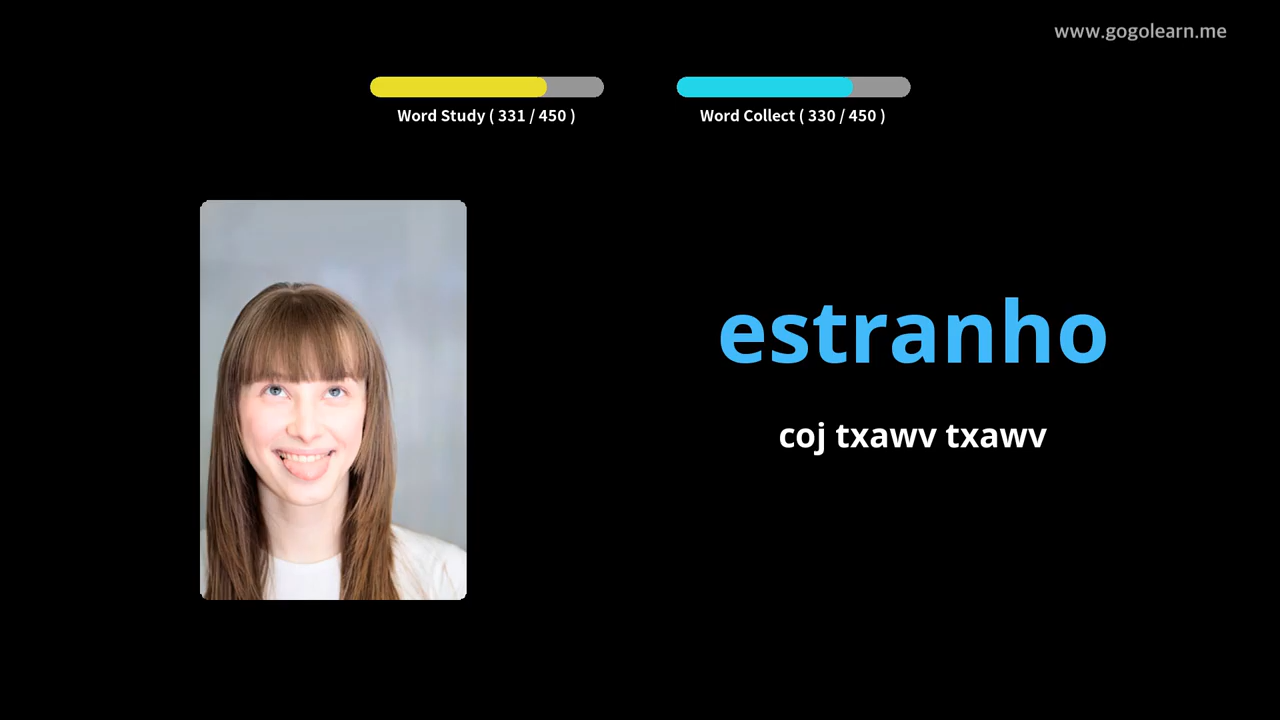 www.gogolearn.me
Word Study ( 331 / 450 )
Word Collect ( 330 / 450 )
estranho
coj txawv txawv